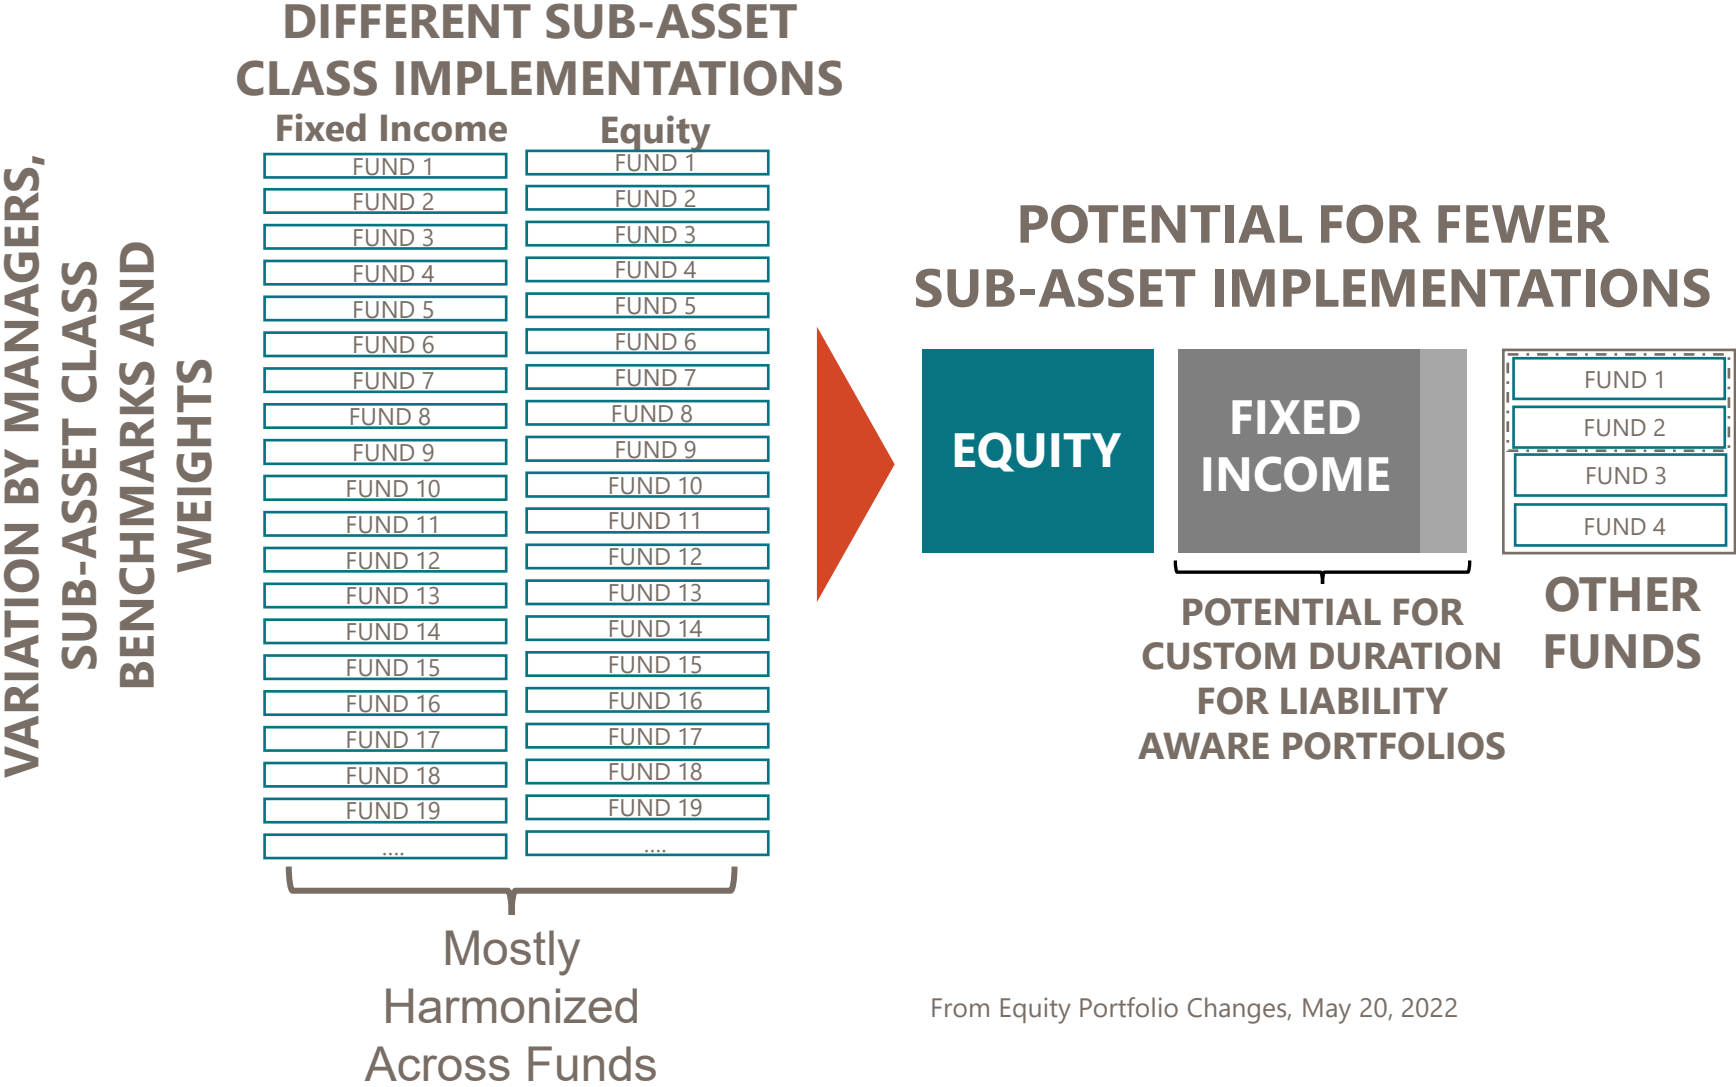 DIFFERENT SUB-ASSET
CLASS IMPLEMENTATIONS
VARIATION BY MANAGERS,
SUB-ASSET CLASS
BENCHMARKS AND
WEIGHTS
Fixed Income
FUND 1
FUND 2
FUND 3
FUND 4
FUND 5
FUND 6
FUND 7
FUND 8
FUND 9
FUND 10
FUND 11
FUND 12
FUND 13
FUND 14
FUND 15
FUND 16
FUND 17
FUND 18
FUND 19
....
Equity
FUND 1
FUND 2
FUND 3
FUND 4
FUND 5
FUND 6
FUND 7
FUND 8
FUND 9
FUND 10
FUND 11
FUND 12
FUND 13
FUND 14
FUND 15
FUND 16
FUND 17
FUND 18
FUND 19
....
Mostly
Harmonized
Across Funds
POTENTIAL FOR FEWER
SUB-ASSET IMPLEMENTATIONS
EQUITY
FIXED
INCOME
FUND 1
FUND 2
FUND 3
FUND 4
POTENTIAL FOR
CUSTOM DURATION
FOR LIABILITY
AWARE PORTFOLIOS
OTHER
FUNDS
From Equity Portfolio Changes, May 20, 2022